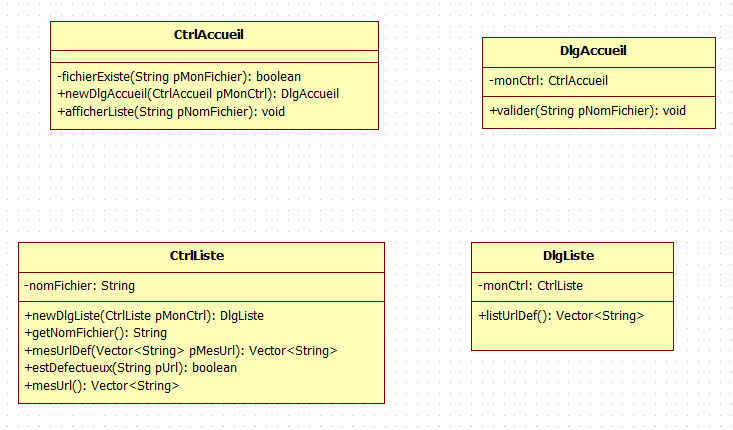 CtrlAccueil
-fichierExiste(String pMonFichier): boolean
+newDlgAccueil(CtrlAccueil pMonCtrl): DlgAccueil
+afficherListe(String pNomFichier): void
DlgAccueil
-monCtrl: CtrlAccueil
+valider(String pNomFichier): void
CtrlListe
-nomFichier: String
+newDlgListe(CtrlListe pMonCtrl): DlgListe
+getNomFichier(): String
+mesUrlDef(Vector<String> pMesUrl): Vector<String>
+estDefectueux(String pUrl): boolean
+mesUrl(): Vector<String>
DlgListe
-monCtrl: CtrlListe
+listUrlDef(): Vector<String>